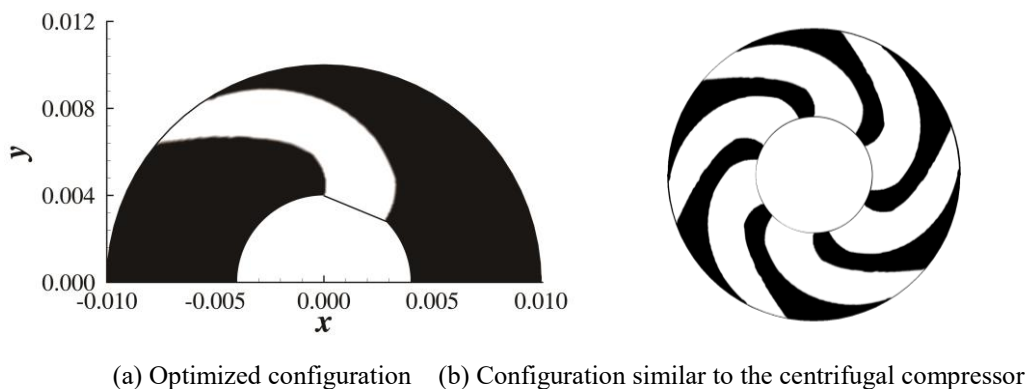 0.012
0.008
0.004
0.000
y
-0.010 -0.005 0.000 0.005 0.010
x
(a) Optimized configuration (b) Configuration similar to the centrifugal compressor